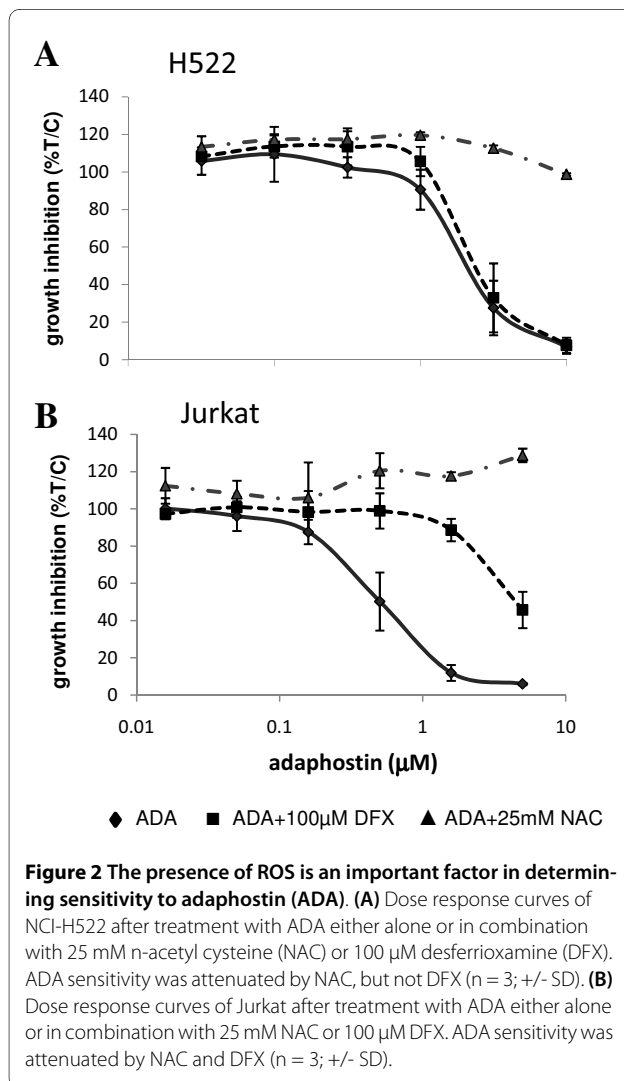 A
H522
growth inhibition (%T/C)
140
120
100
80
60
40
20
0
B
Jurkat
growth inhibition (%T/C)
140
120
100
80
60
40
20
0
0.01 0.1 1 10
adaphostin (µM)
ADA ADA+100µM DFX ADA+25mM NAC
Figure 2 The presence of ROS is an important factor in determin-
ing sensitivity to adaphostin (ADA). (A) Dose response curves of
NCI-H522 after treatment with ADA either alone or in combination
with 25 mM n-acetyl cysteine (NAC) or 100 µM desferrioxamine (DFX).
ADA sensitivity was attenuated by NAC, but not DFX (n = 3; +/- SD). (B)
Dose response curves of Jurkat after treatment with ADA either alone
or in combination with 25 mM NAC or 100 µM DFX. ADA sensitivity was
attenuated by NAC and DFX (n = 3; +/- SD).